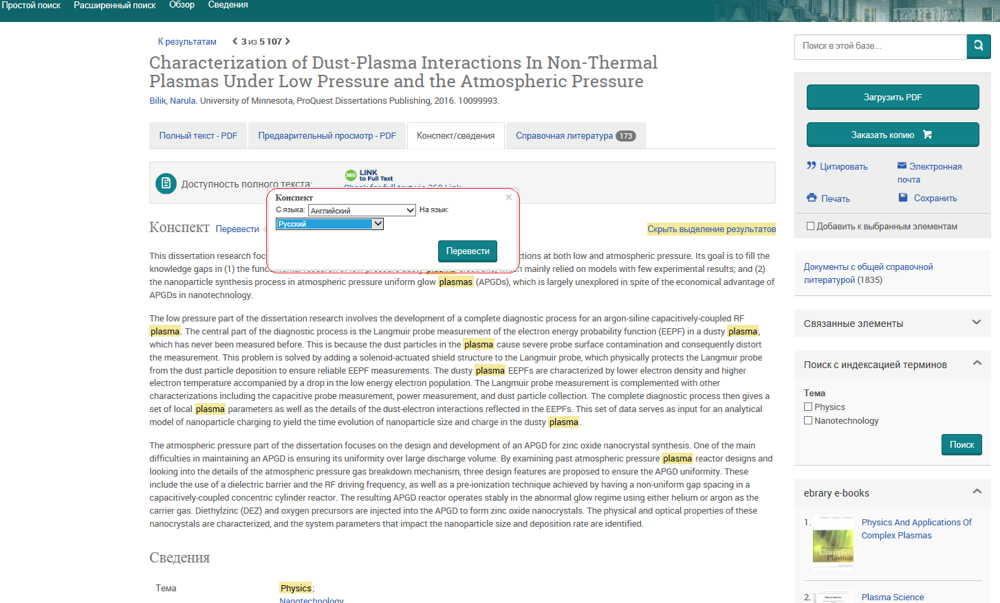 Простой поиск Расширенный поиск Обзор Сведения
К результатам 3 из 5 107
Characterization of Dust-Plasma Interactions In Non-Thermal
Plasmas Under Low Pressure and the Atmospheric Pressure
Bilik, Narula. University of Minnesota, ProQuest Dissertations Publishing, 2016. 10099993.
Полный текст - PDF Предварительный просмотр - PDF Конспект/сведения Справочная литература 173
Доступность полного текста:
360 LINK
to Full Text
Check for full text via 360 Link
Конспект
С языка: Английский На язык:
Русский
Перевести
Конспект Перевести
Скрыть выделение результатов
This dissertation research foc ctions at both low and atmospheric pressure. Its goal is to fill the
knowledge gaps in (1) the fund mainly relied on models with few experimental results; and (2)
the nanoparticle synthesis process in atmospheric pressure uniform glow plasmas (APGDs), which is largely unexplored in spite of the economical advantage of
APGDs in nanotechnology.
The low pressure part of the dissertation research involves the development of a complete diagnostic process for an argon-siline capacitively-coupled RF
plasma. The central part of the diagnostic process is the Langmuir probe measurement of the electron energy probability function (EEPF) in a dusty plasma,
which has never been measured before. This is because the dust particles in the plasma cause severe probe surface contamination and consequently distort
the measurement. This problem is solved by adding a solenoid-actuated shield structure to the Langmuir probe, which physically protects the Langmuir probe
from the dust particle deposition to ensure reliable EEPF measurements. The dusty plasma EEPFs are characterized by lower electron density and higher
electron temperature accompanied by a drop in the low energy electron population. The Langmuir probe measurement is complemented with other
characterizations including the capacitive probe measurement, power measurement, and dust particle collection. The complete diagnostic process then gives a
set of local plasma parameters as well as the details of the dust-electron interactions reflected in the EEPFs. This set of data serves as input for an analytical
model of nanoparticle charging to yield the time evolution of nanoparticle size and charge in the dusty plasma.
The atmospheric pressure part of the dissertation focuses on the design and development of an APGD for zinc oxide nanocrystal synthesis. One of the main
difficulties in maintaining an APGD is ensuring its uniformity over large discharge volume. By examining past atmospheric pressure plasma reactor designs and
looking into the details of the atmospheric pressure gas breakdown mechanism, three design features are proposed to ensure the APGD uniformity. These
include the use of a dielectric barrier and the RF driving frequency, as well as a pre-ionization technique achieved by having a non-uniform gap spacing in a
capacitively-coupled concentric cylinder reactor. The resulting APGD reactor operates stably in the abnormal glow regime using either helium or argon as the
carrier gas. Diethylzinc (DEZ) and oxygen precursors are injected into the APGD to form zinc oxide nanocrystals. The physical and optical properties of these
nanocrystals are characterized, and the system parameters that impact the nanoparticle size and deposition rate are identified.
Сведения
Тема Physics;
Nanotechnology
Поиск в этой базе...
Загрузить PDF
Заказать копию
Цитировать Электронная
почта
Печать Сохранить
Добавить к выбранным элементам
Документы с общей справочной
литературой (1835)
Связанные элементы
Поиск с индексацией терминов
Тема
Physics
Nanotechnology
Поиск
ebrary e-books
1. Physics And Applications Of
Complex Plasmas
Complex
Plasmas
2. Plasma Science